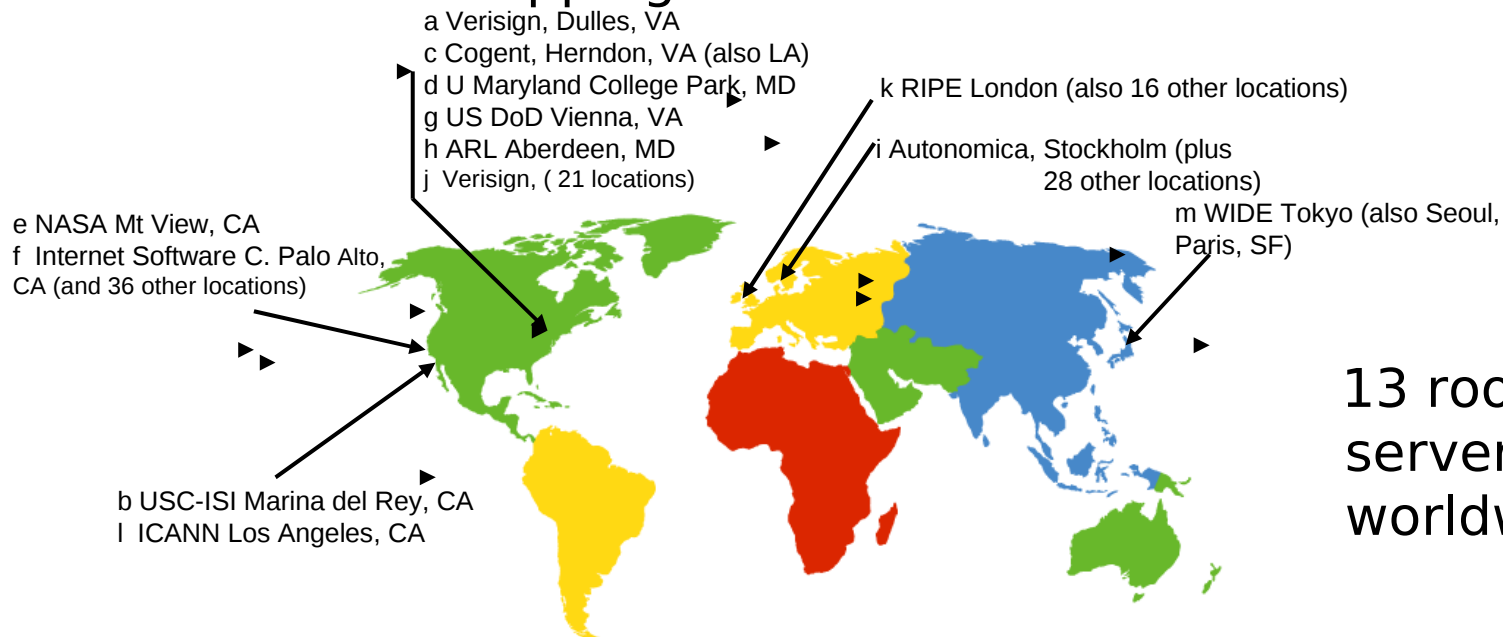 a Verisign, Dulles, VA
c Cogent, Herndon, VA (also LA)
d U Maryland College Park, MD
g US DoD Vienna, VA
h ARL Aberdeen, MD
j Verisign, ( 21 locations)
k RIPE London (also 16 other locations)
i Autonomica, Stockholm (plus
28 other locations)
m WIDE Tokyo (also Seoul,
Paris, SF)
e NASA Mt View, CA
f Internet Software C. Palo Alto,
CA (and 36 other locations)
b USC-ISI Marina del Rey, CA
l ICANN Los Angeles, CA
13